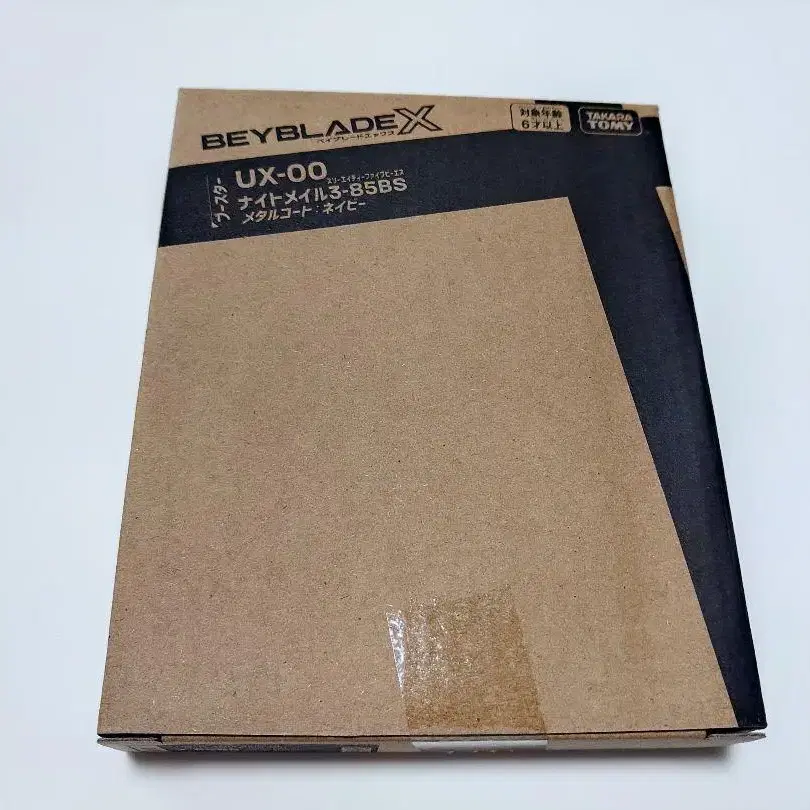 BEYBLADE X
ベイブレードエックス
対象年齢
6才以上
TAKARA
TOMY
ブースター
UX-00
スリーエイティーファイブビーエス
ナイトメイル3-85BS
メタルコート：ネイビー